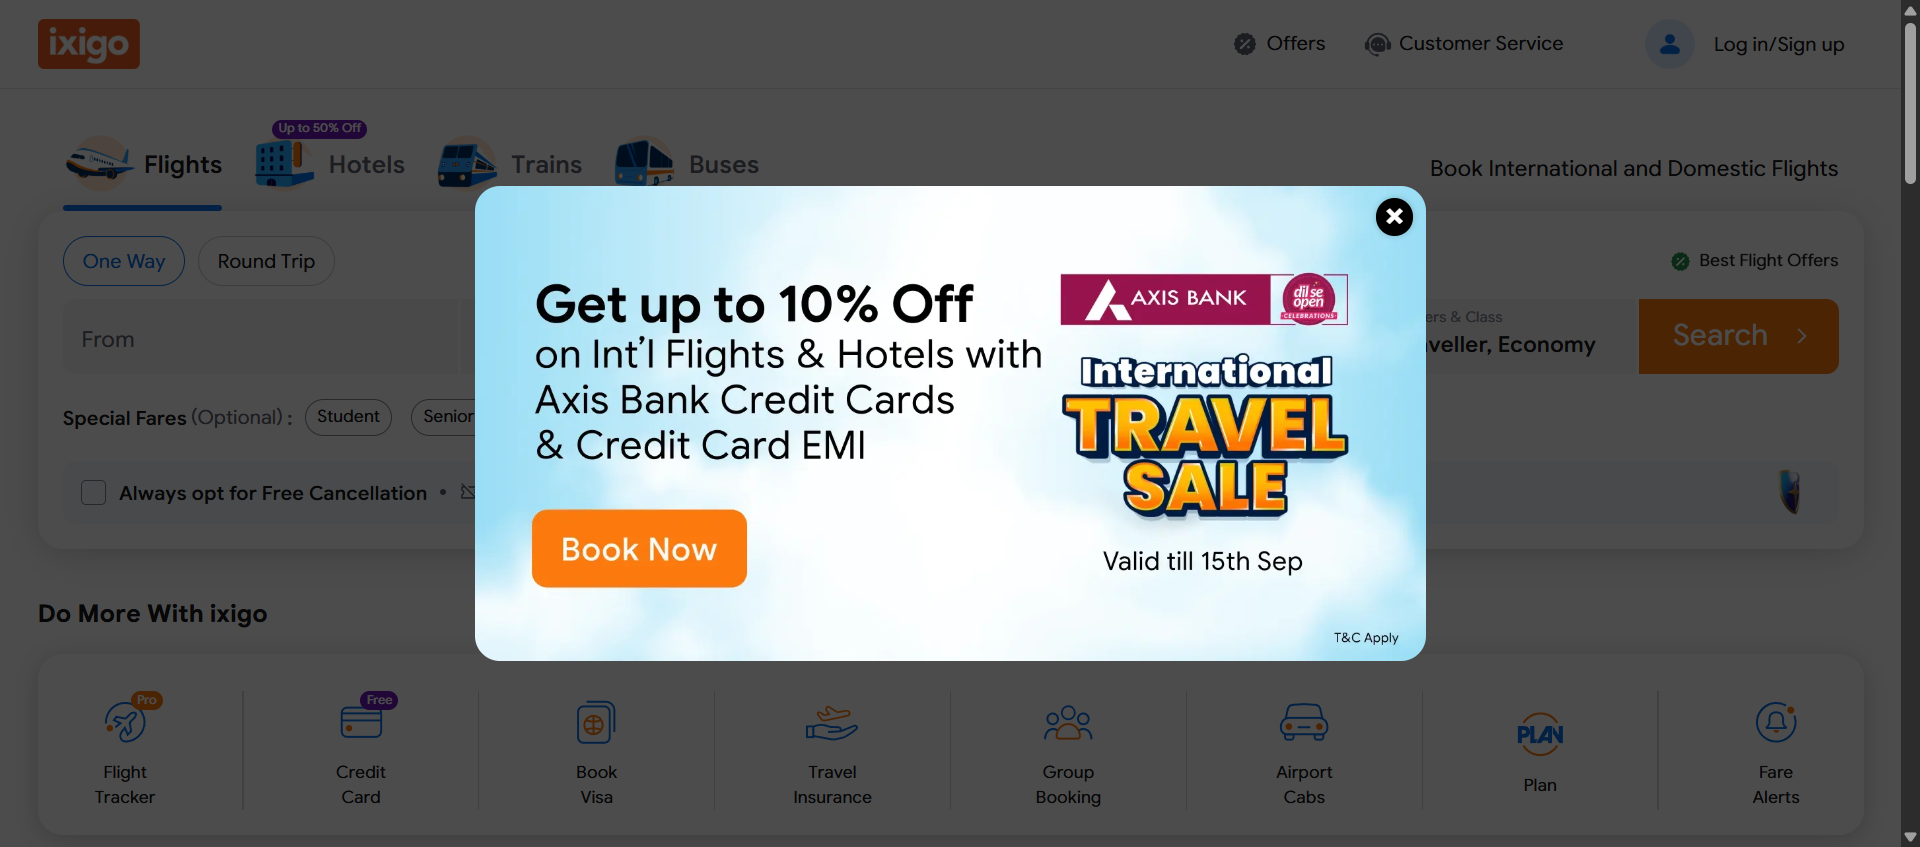 ixigo
Offers
Customer Service
Log in/Sign up
Up to 50% Off
Flights
Hotels
Trains
Buses
Book International and Domestic Flights
One Way
Round Trip
Best Flight Offers
From
ers & Class
veller, Economy
Search
Special Fares (Optional) :
Student
Senior
Always opt for Free Cancellation •
Get up to 10% Off
on Int'l Flights & Hotels with
Axis Bank Credit Cards
& Credit Card EMI
Book Now
AXIS BANK
dil se
open
CELEBRATIONS
International
TRAVEL
SALE
Valid till 15th Sep
T&C Apply
Do More With ixigo
Pro
Flight
Tracker
Free
Credit
Card
Book
Visa
Travel
Insurance
Group
Booking
Airport
Cabs
PLAN
Plan
Fare
Alerts